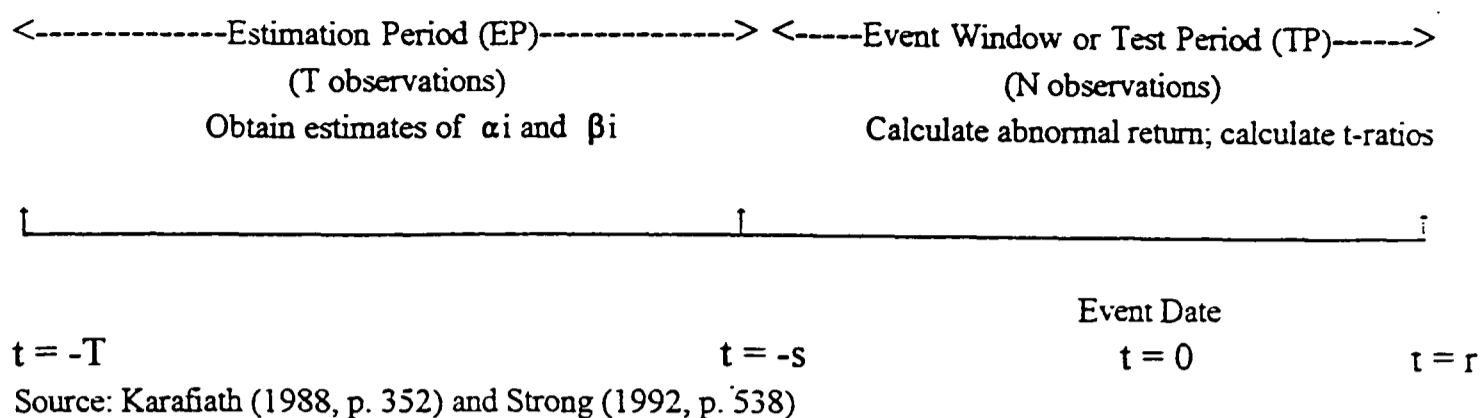 <-------------Estimation Period (EP)--------------> <-----Event Window or Test Period (TP)------>
(T observations) (N observations)
Obtain estimates of αi and βi Calculate abnormal return; calculate t-ratios
Event Date
t = -T t = -s t = 0 t = r
Source: Karafiath (1988, p. 352) and Strong (1992, p. 538)